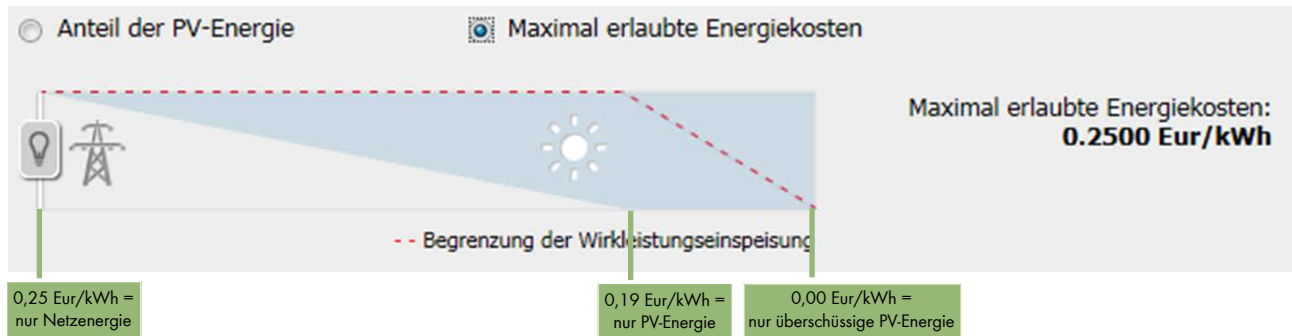 Anteil der PV-Energie
Maximal erlaubte Energiekosten
Maximal erlaubte Energiekosten:
0.2500 Eur/kWh
- - Begrenzung der Wirkleistungseinspeisung
0,25 Eur/kWh =
nur Netzenergie
0,19 Eur/kWh =
nur PV-Energie
0,00 Eur/kWh =
nur überschüssige PV-Energie